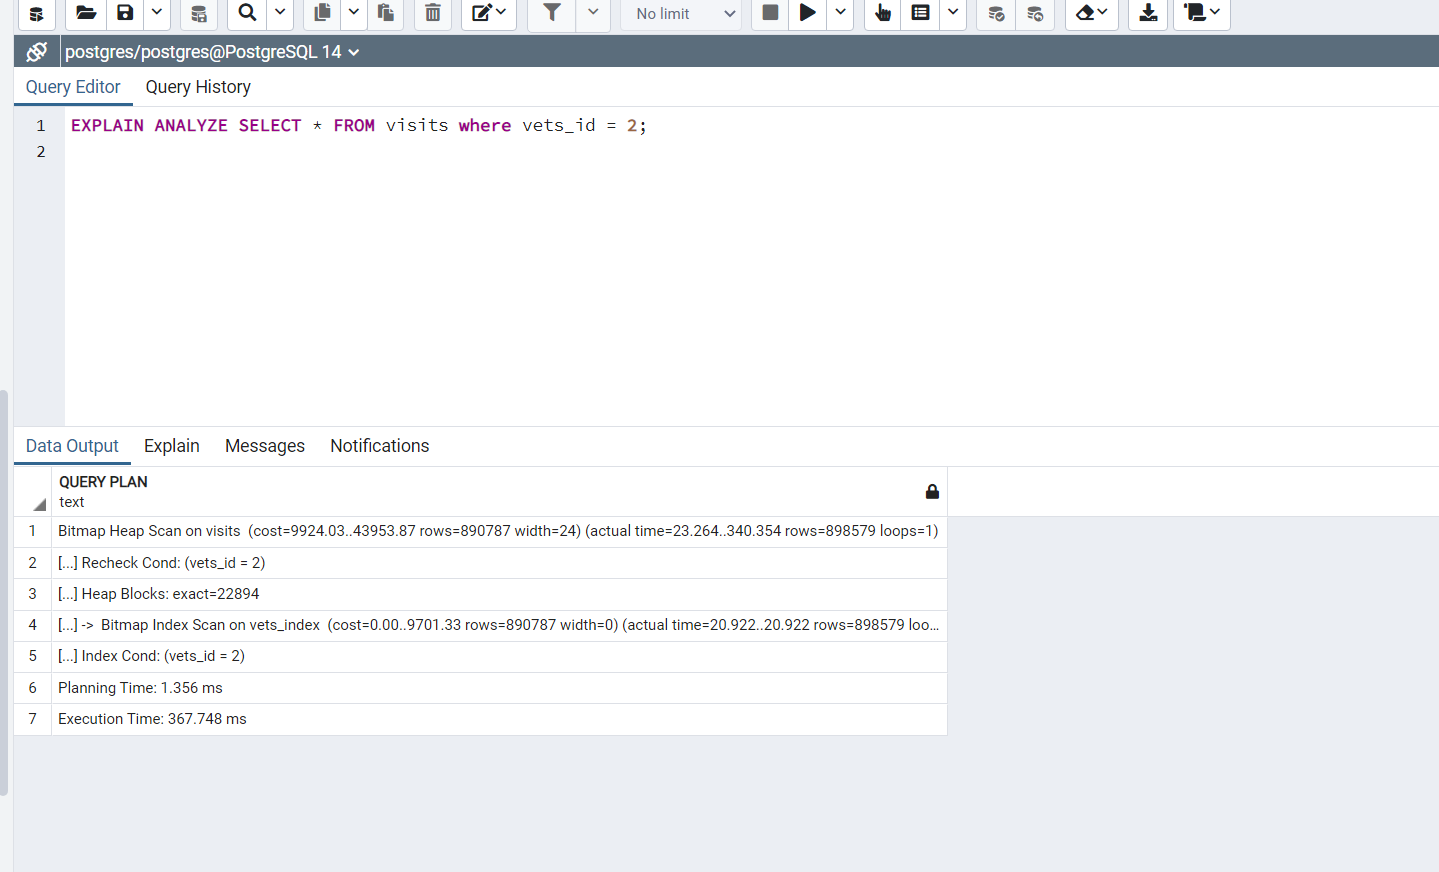 No limit
postgres/postgres@PostgreSQL 14
Query Editor Query History
1 EXPLAIN ANALYZE SELECT * FROM visits where vets_id = 2;
2
Data Output Explain Messages Notifications
QUERY PLAN
text
1 Bitmap Heap Scan on visits (cost=9924.03..43953.87 rows=890787 width=24) (actual time=23.264..340.354 rows=898579 loops=1)
2 [...] Recheck Cond: (vets_id = 2)
3 [...] Heap Blocks: exact=22894
4 [...] -> Bitmap Index Scan on vets_index (cost=0.00..9701.33 rows=890787 width=0) (actual time=20.922..20.922 rows=898579 loo...
5 [...] Index Cond: (vets_id = 2)
6 Planning Time: 1.356 ms
7 Execution Time: 367.748 ms